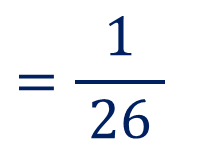 = 1/26